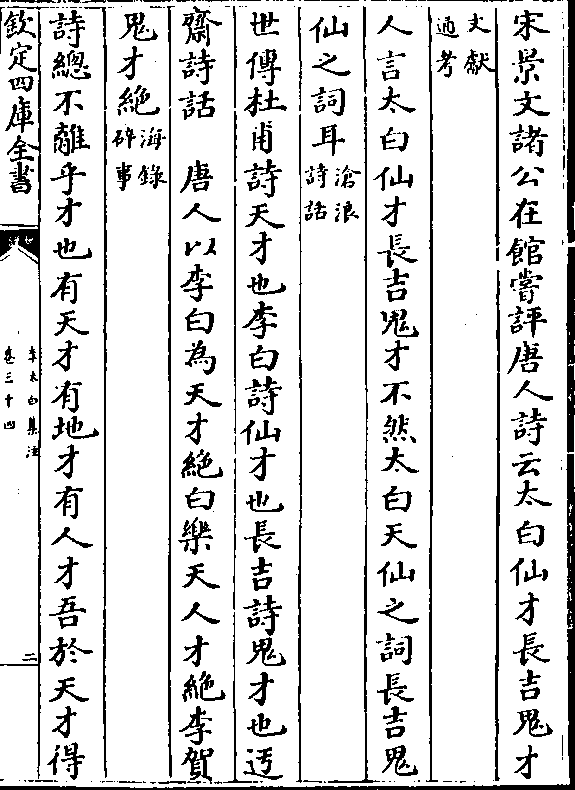 宋景文諸公在館嘗評唐人詩云太白仙才長吉鬼才
文獻
通考
人言太白仙才長吉鬼才不然太白天仙之詞長吉鬼
仙之詞耳滄浪
詩話
世傳杜甫詩天才也李白詩仙才也長吉詩鬼才也迃
齋詩話　唐人以李白為天才絶白樂天人才絶李賀
鬼才絶海録
碎事
詩總不離乎才也有天才有地才有人才吾於天才得
欽定四庫全書
李太白集注
卷三十四
二